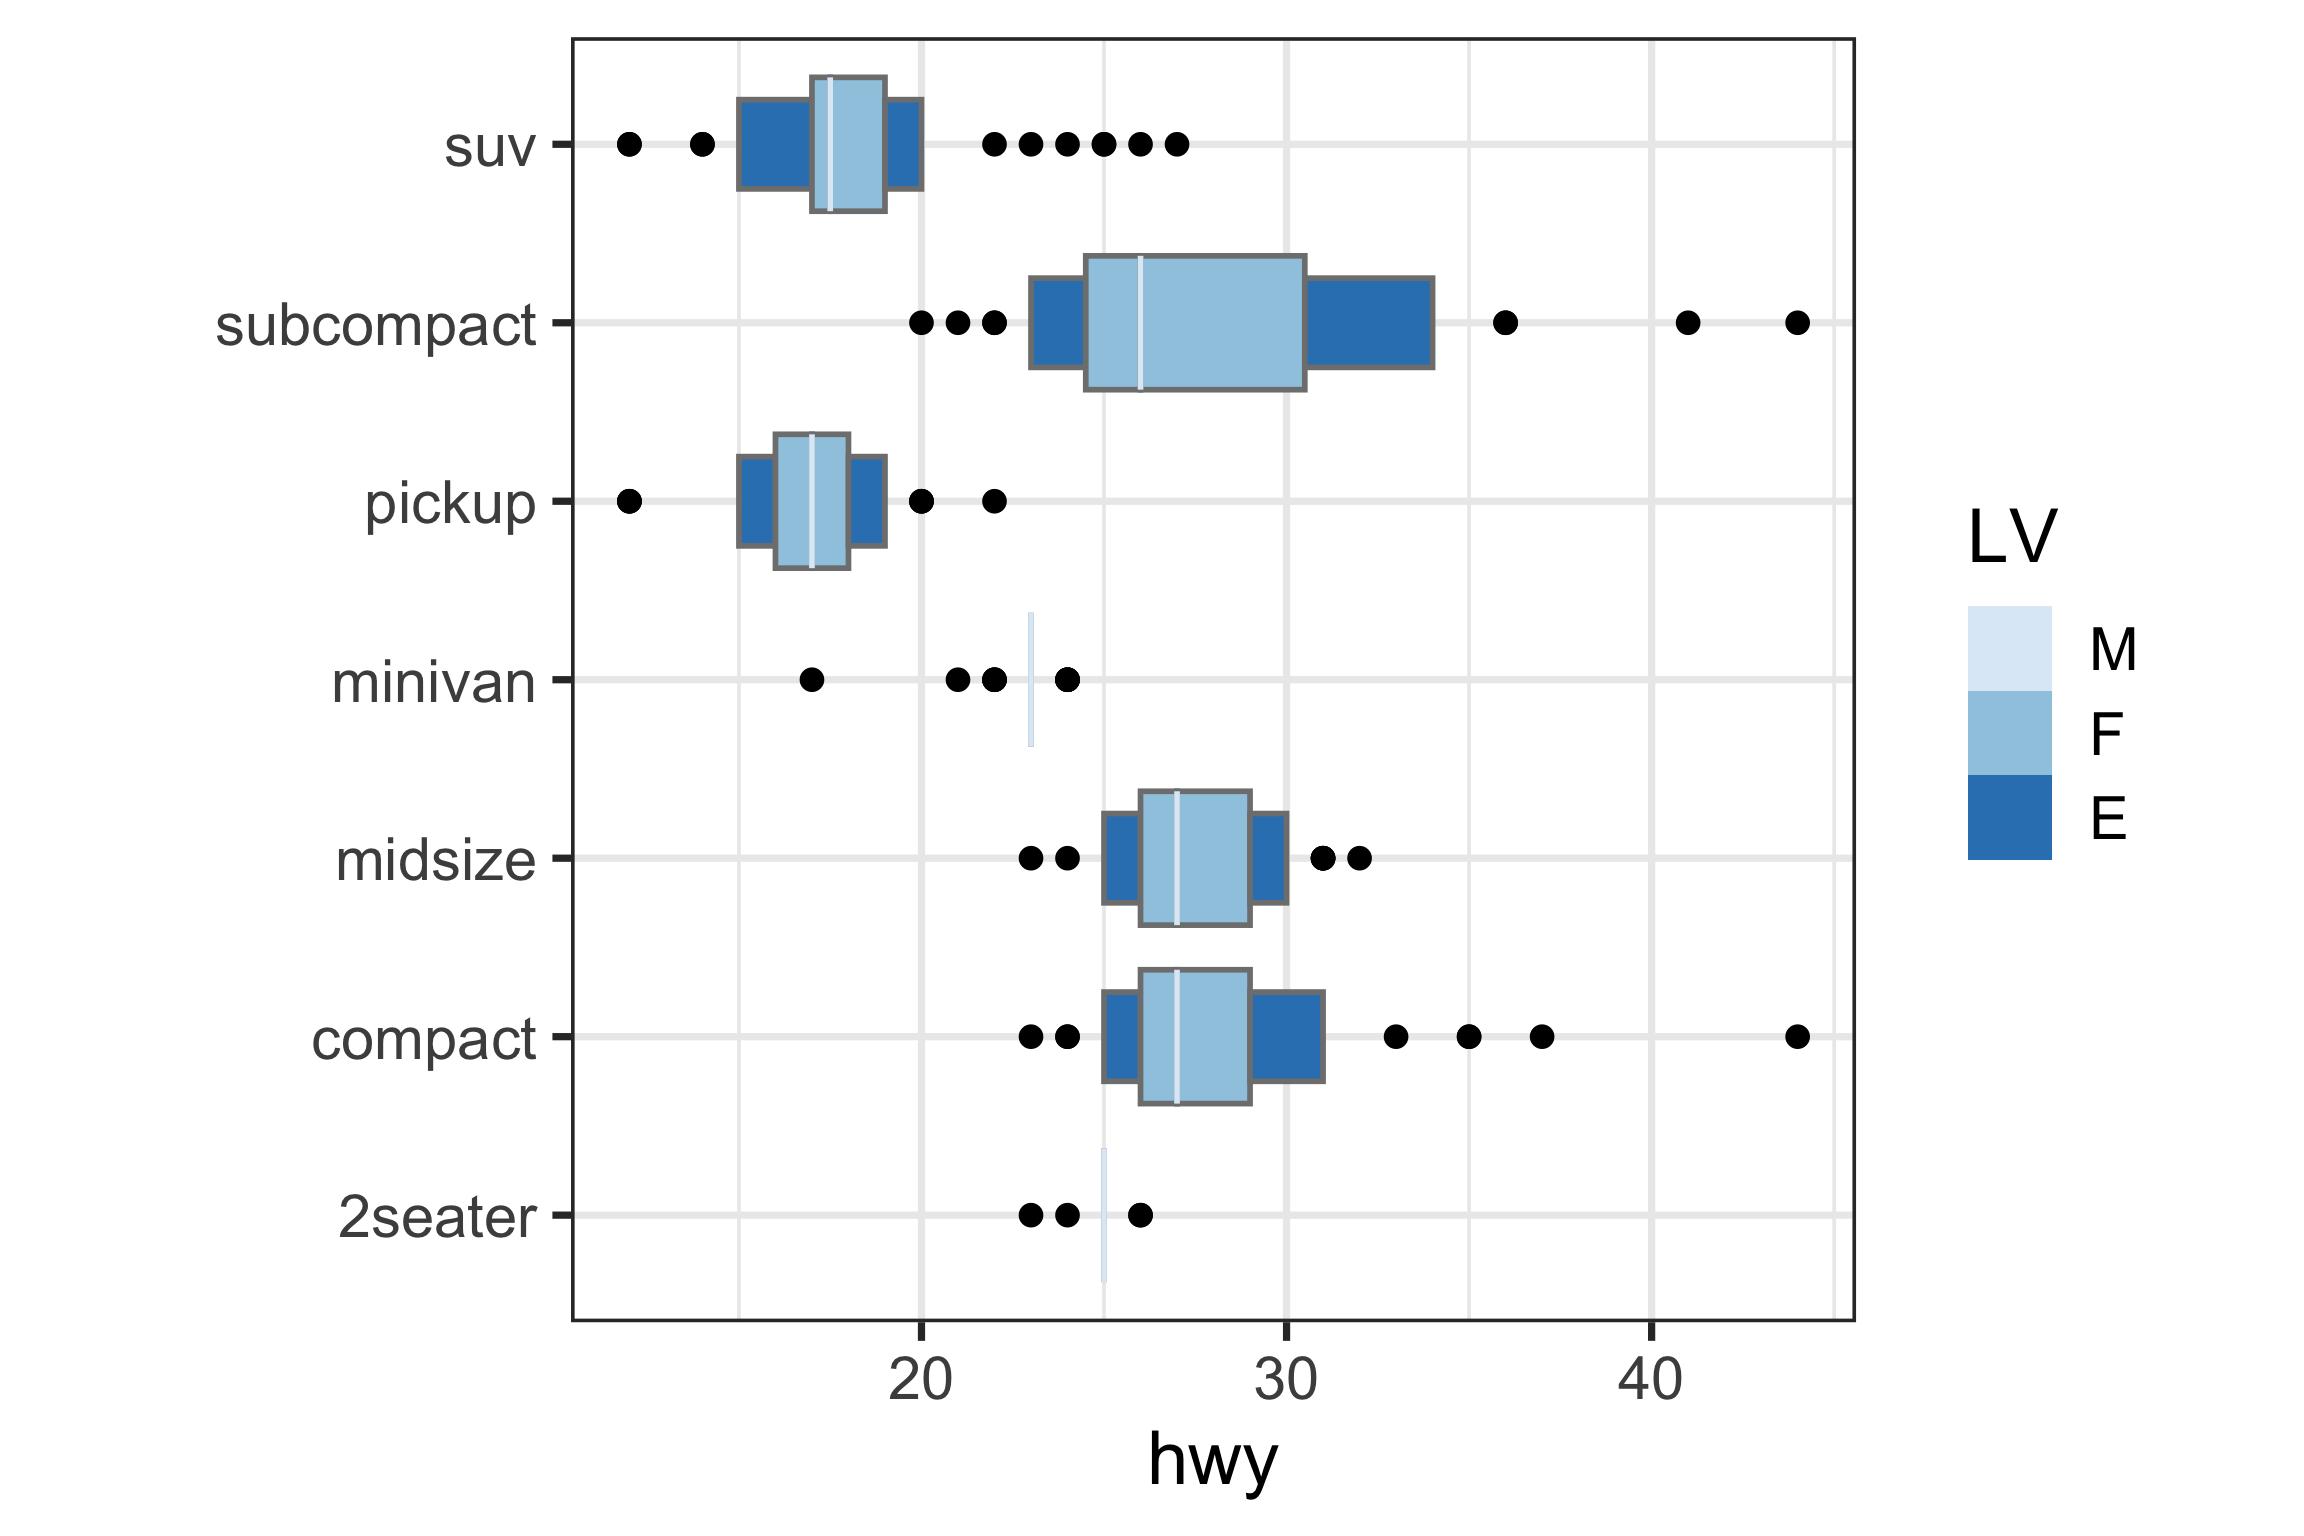 suv
subcompact
pickup
minivan
midsize
compact
2seater
20 30 40
hwy
LV
M
F
E